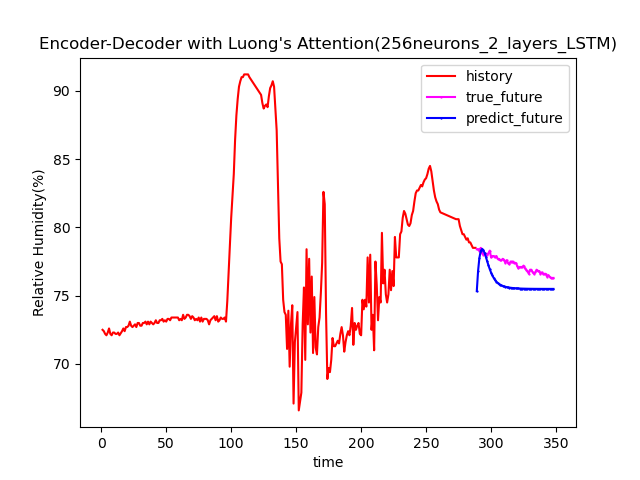 Encoder-Decoder with Luong's Attention(256neurons_2_layers_LSTM)
history
true_future
predict_future
Relative Humidity(%)
90
85
80
75
70
0 50 100 150 200 250 300 350
time